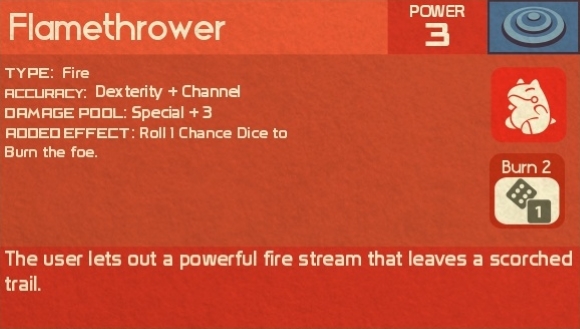 Flamethrower
POWER
3
TYPE: Fire
ACCURACY: Dexterity + Channel
DAMAGE POOL: Special + 3
ADDED EFFECT: Roll 1 Chance Dice to
Burn the foe.
Burn 2
1
The user lets out a powerful fire stream that leaves a scorched
trail.